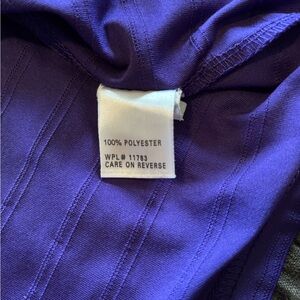 100% POLYESTER
WPL# 11783
CARE ON REVERSE